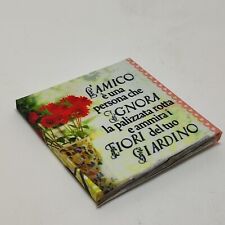 L'AMICO
è una
persona che
IGNORA
la palizzata rotta
e ammira i
FIORI del tuo
GIARDINO